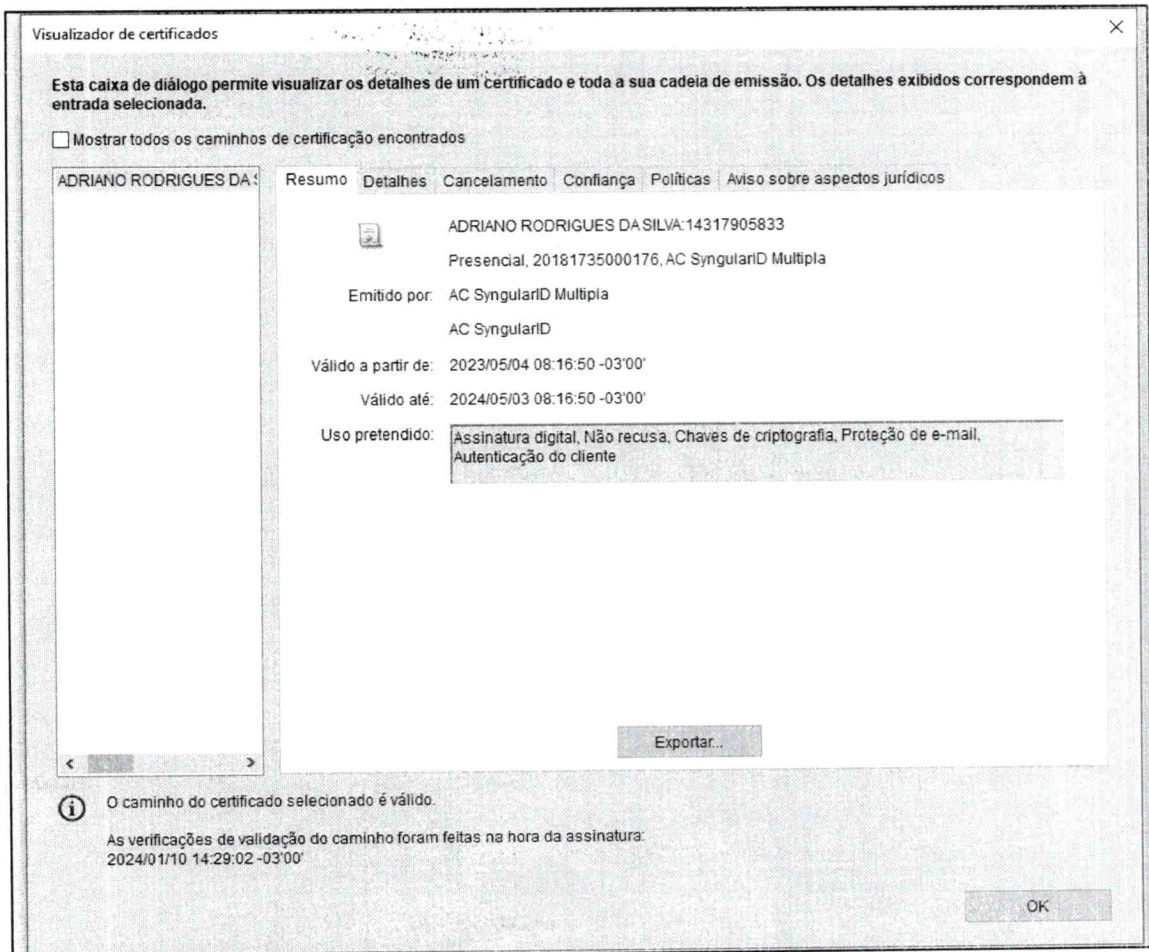 Visualizador de certificados
Esta caixa de diálogo permite visualizar os detalhes de um certificado e toda a sua cadeia de emissão. Os detalhes exibidos correspondem à
entrada selecionada.
Mostrar todos os caminhos de certificação encontrados
ADRIANO RODRIGUES DA S
Resumo Detalhes Cancelamento Confiança Políticas Aviso sobre aspectos jurídicos
ADRIANO RODRIGUES DA SILVA:14317905833
Presencial, 20181735000176, AC SyngularID Multipla
Emitido por: AC SyngularID Multipla
AC SyngularID
Válido a partir de: 2023/05/04 08:16:50 -03'00'
Válido até: 2024/05/03 08:16:50 -03'00'
Uso pretendido: Assinatura digital, Não recusa, Chaves de criptografia, Proteção de e-mail,
Autenticação do cliente
Exportar...
O caminho do certificado selecionado é válido.
As verificações de validação do caminho foram feitas na hora da assinatura:
2024/01/10 14:29:02 -03'00'
OK